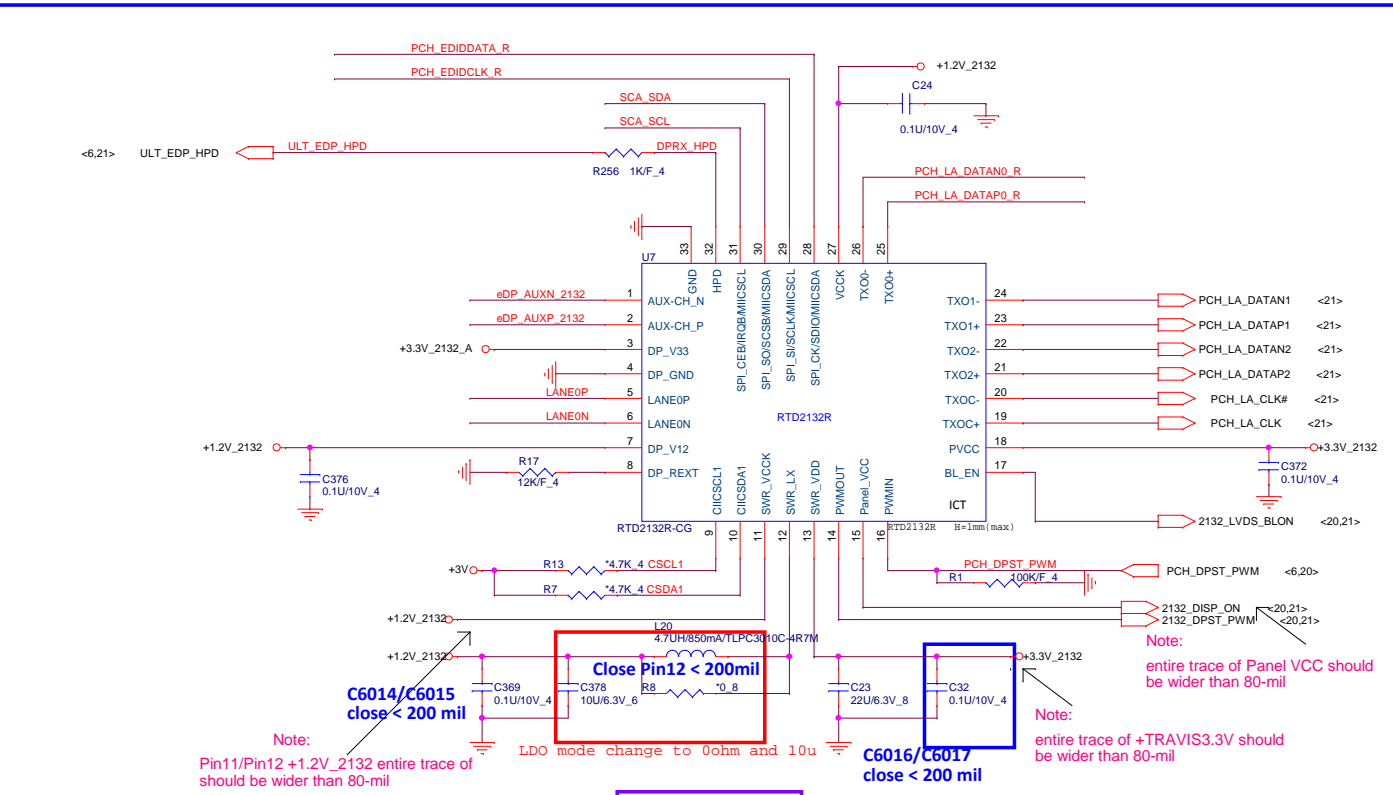 PCH_EDIDDATA_R
+1.2V_2132
PCH_EDIDCLK_R
C24
SCA_SDA
0.1U/10V_4
SCA_SCL
<6,21>
ULT_EDP_HPD
ULT_EDP_HPD
DPRX_HPD
R256 1K/F_4
PCH_LA_DATAN0_R
PCH_LA_DATAP0_R
33
32
31
30
29
28
27
26
25
U7
GND
HPD
SPI_CEB/IRQB/MIICSCL
SPI_SO/SCSB/MIICSDA
SPI_SI/SCLK/MIICSCL
SPI_CK/SDIO/MIICSDA
VCCK
TXO0-
TXO0+
eDP_AUXN_2132
1
AUX-CH_N
TXO1-
24
PCH_LA_DATAN1
<21>
eDP_AUXP_2132
2
AUX-CH_P
TXO1+
23
PCH_LA_DATAP1
<21>
+3.3V_2132_A
3
DP_V33
TXO2-
22
PCH_LA_DATAN2
<21>
4
DP_GND
TXO2+
21
PCH_LA_DATAP2
<21>
LANE0P
5
LANE0P
TXOC-
20
PCH_LA_CLK#
<21>
LANE0N
6
LANE0N
RTD2132R
TXOC+
19
PCH_LA_CLK
<21>
+1.2V_2132
7
DP_V12
PVCC
18
+3.3V_2132
R17
8
DP_REXT
BL_EN
17
C372
0.1U/10V_4
12K/F_4
C376
0.1U/10V_4
CIICSCL1
CIICSDA1
SWR_VCCK
SWR_LX
SWR_VDD
PWMOUT
Panel_VCC
PWMIN
ICT
RTD2132R-CG
RTD2132R H=1mm(max)
2132_LVDS_BLON
<20,21>
9
10
11
12
13
14
15
16
+3V
R13
*4.7K_4
CSCL1
PCH_DPST_PWM
PCH_DPST_PWM
<6,20>
R1
100K/F_4
R7
*4.7K_4
CSDA1
2132_DISP_ON
<20,21>
+1.2V_2132
2132_DPST_PWM
<20,21>
L20
4.7UH/850mA/TLPC3010C-4R7M
Note:
entire trace of Panel VCC should
be wider than 80-mil
+1.2V_2132
+3.3V_2132
Close Pin12 < 200mil
C369
0.1U/10V_4
C378
10U/6.3V_6
R8
*0_8
C23
22U/6.3V_8
C32
0.1U/10V_4
C6014/C6015
close < 200 mil
Note:
entire trace of +TRAVIS3.3V should
be wider than 80-mil
Note:
Pin11/Pin12 +1.2V_2132 entire trace of
should be wider than 80-mil
LDO mode change to 0ohm and 10u
C6016/C6017
close < 200 mil